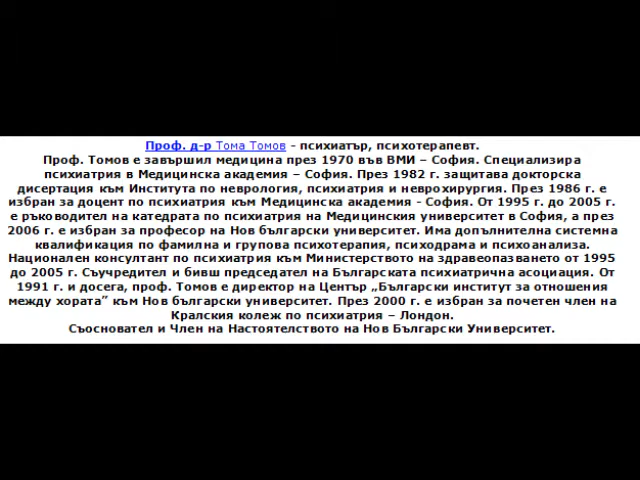 Проф. д-р Тома Томов - психиатър, психотерапевт.
Проф. Томов е завършил медицина през 1970 във ВМИ – София. Специализира
психиатрия в Медицинска академия – София. През 1982 г. защитава докторска
дисертация към Института по неврология, психиатрия и неврохирургия. През 1986 г. е
избран за доцент по психиатрия към Медицинска академия - София. От 1995 г. до 2005 г.
е ръководител на катедрата по психиатрия на Медицинския университет в София, а през
2006 г. е избран за професор на Нов български университет. Има допълнителна системна
квалификация по фамилна и групова психотерапия, психодрама и психоанализа.
Национален консултант по психиатрия към Министерството на здравеопазването от 1995
до 2005 г. Съучредител и бивш председател на Българската психиатрична асоциация. От
1991 г. и досега, проф. Томов е директор на Център „Български институт за отношения
между хората” към Нов български университет. През 2000 г. е избран за почетен член на
Кралския колеж по психиатрия – Лондон.
Съосновател и Член на Настоятелството на Нов Български Университет.